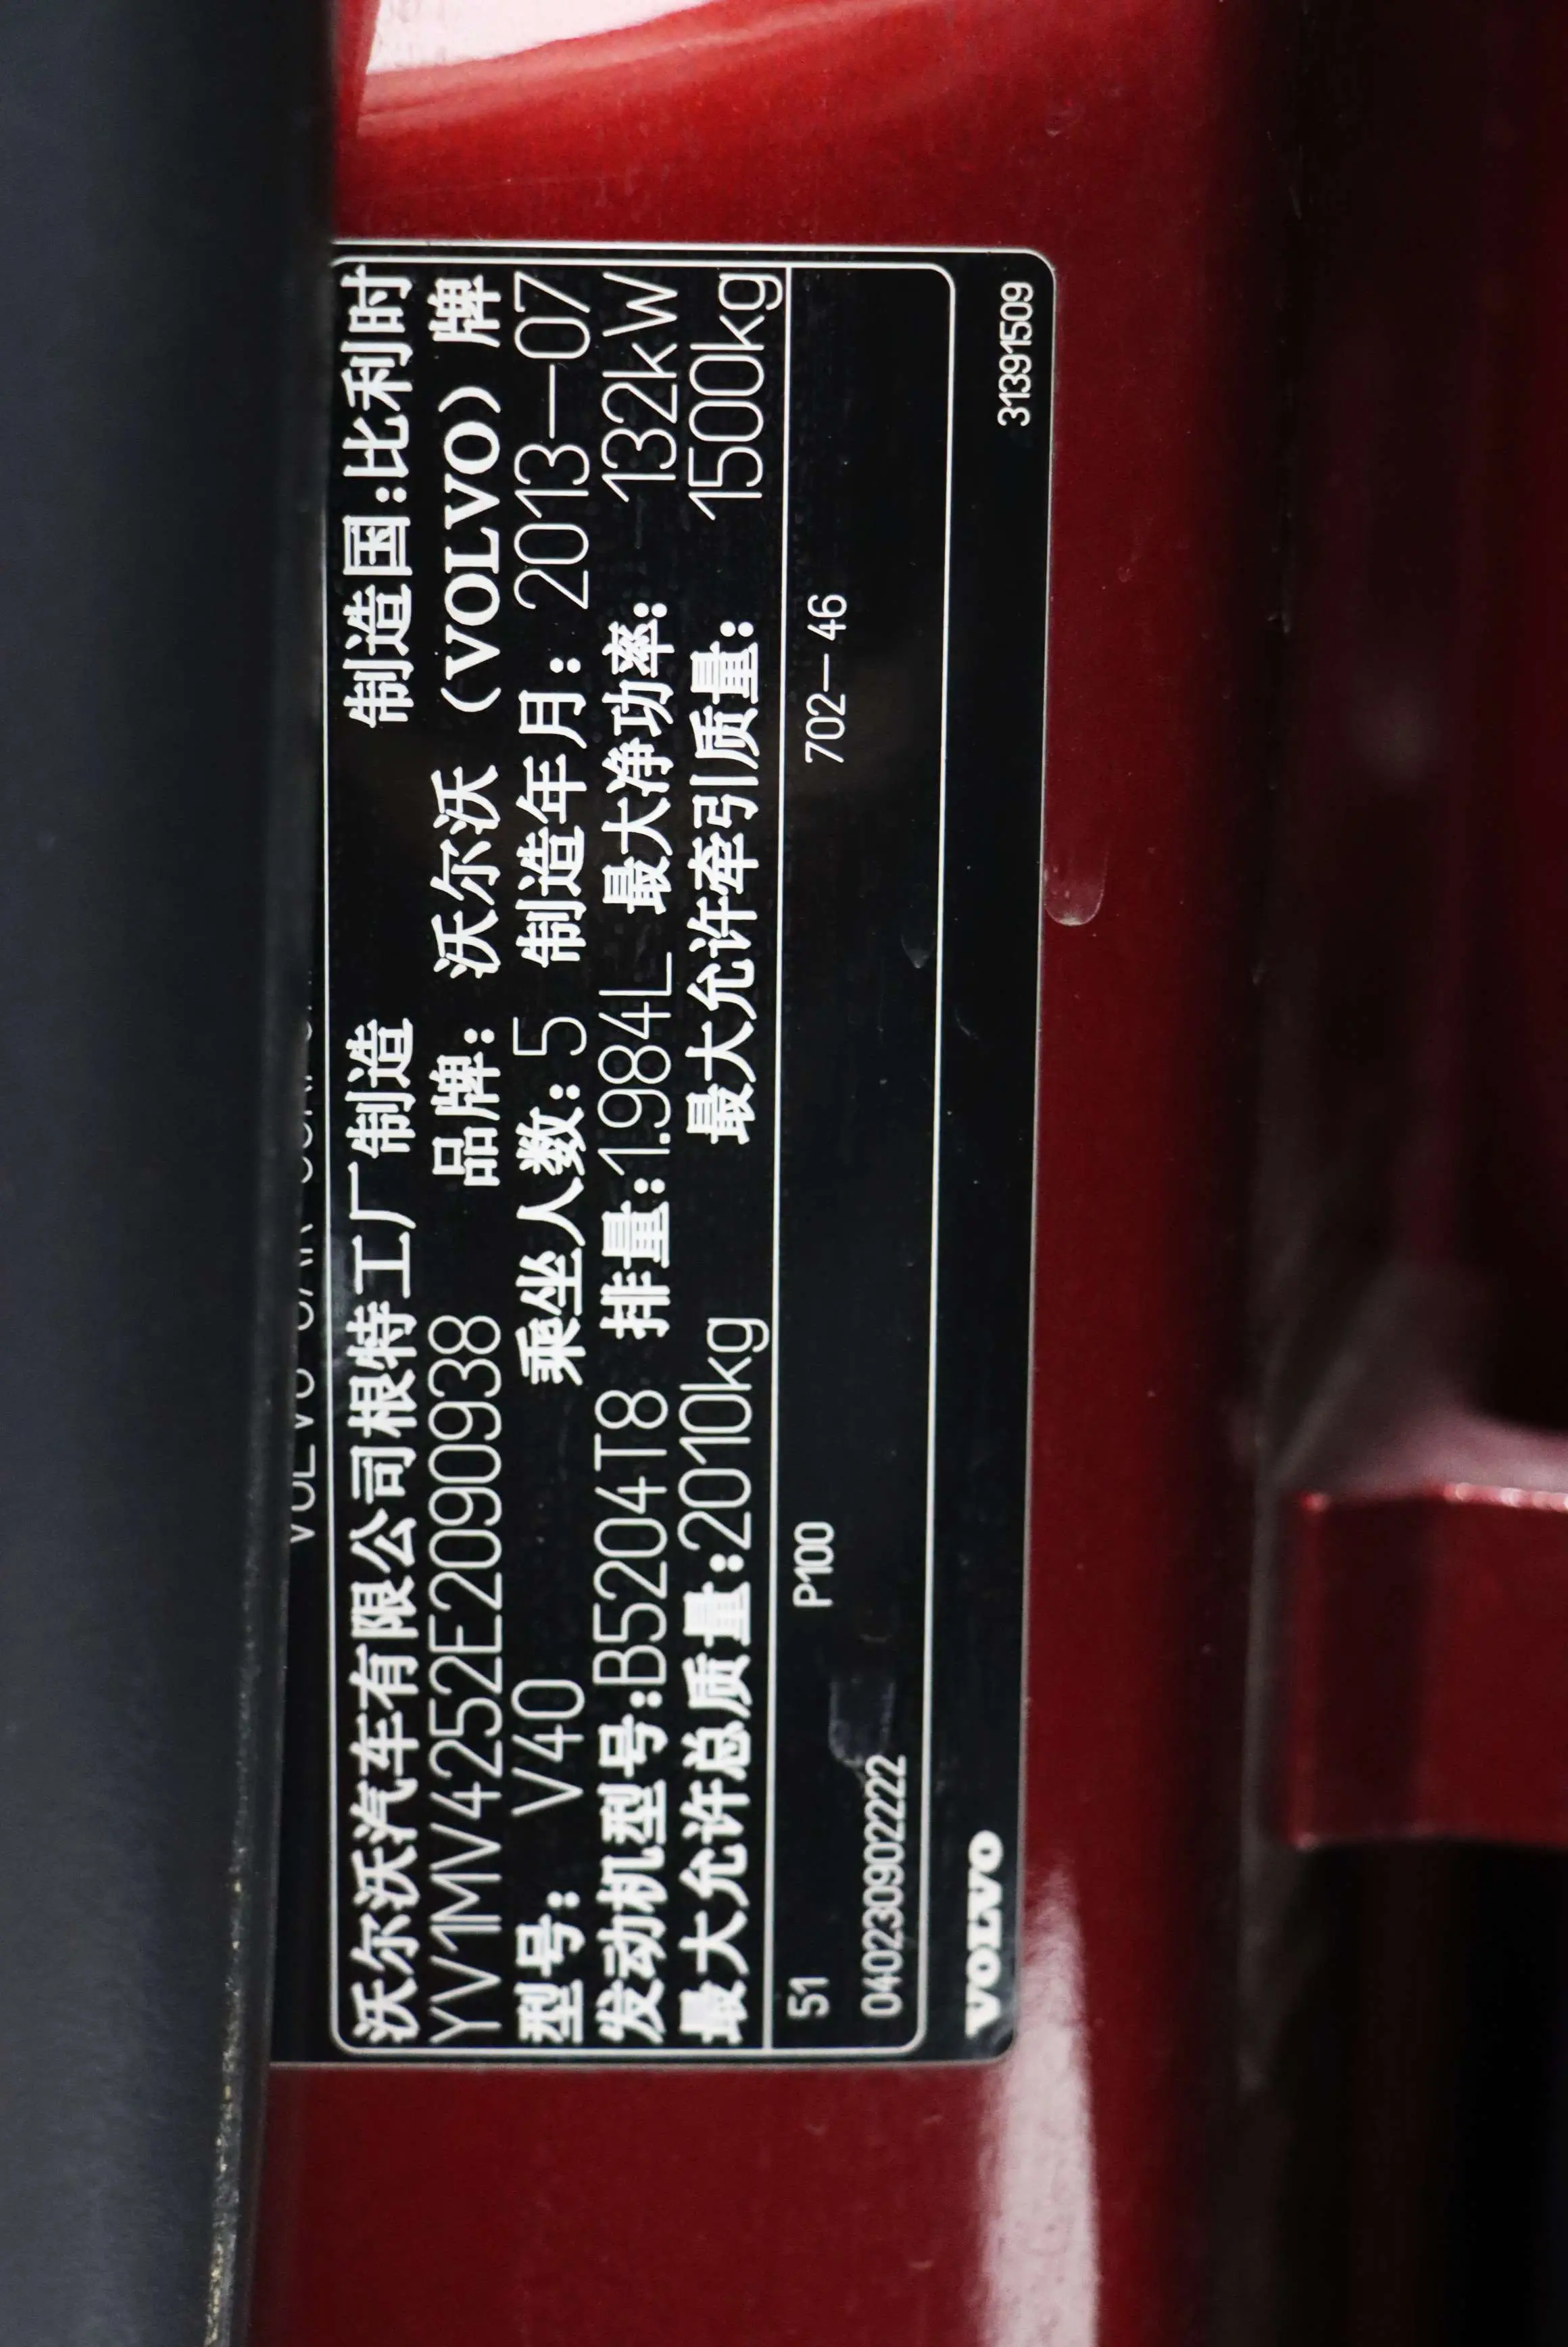 沃尔沃汽车有限公司根特工厂制造 制造国:比利时
YV1MV4252E2090938 品牌: 沃尔沃 (VOLVO) 牌
型号: V40 乘坐人数: 5 制造年月: 2013—07
发动机型号:B5204T8 排量:1.984L 最大净功率: 132kW
最大允许总质量:2010kg 最大允许牵引质量: 1500kg
51 P100 702—46
040230902222
VOLVO 31391509